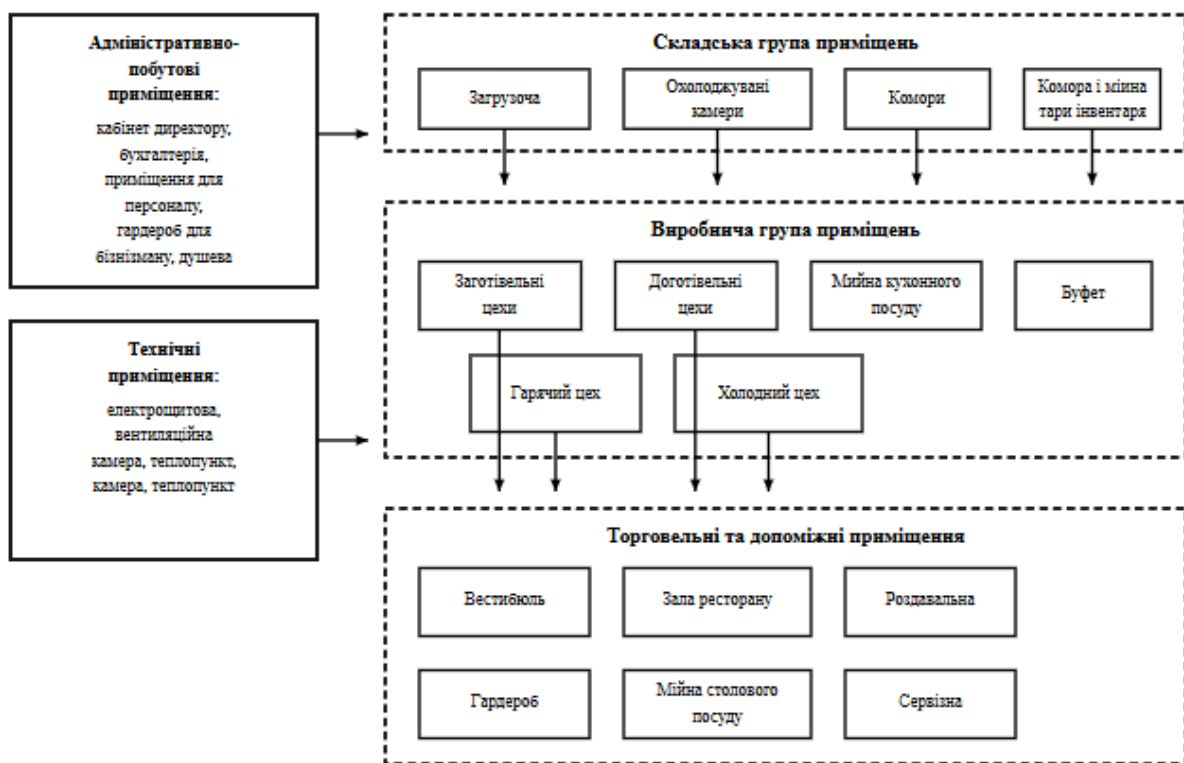 Адміністративно-
побутові
приміщення:
кабінет директору,
бухгалтерія,
приміщення для
персоналу,
гардероб для
бізнізману, душева
Технічні
приміщення:
електрощитова,
вентиляційна
камера, теплопункт,
камера, теплопункт
Складська група приміщень
Загрузоча
Охолоджувані
камери
Комори
Комора і міина
тари інвентаря
Виробнича група приміщень
Заготівельні
цехи
Доготівельні
цехи
Мийна кухонного
посуду
Буфет
Гарячий цех
Холодний цех
Торговельні та допоміжні приміщення
Вестибюль
Зала ресторану
Роздавальна
Гардероб
Мійна столового
посуду
Сервізна